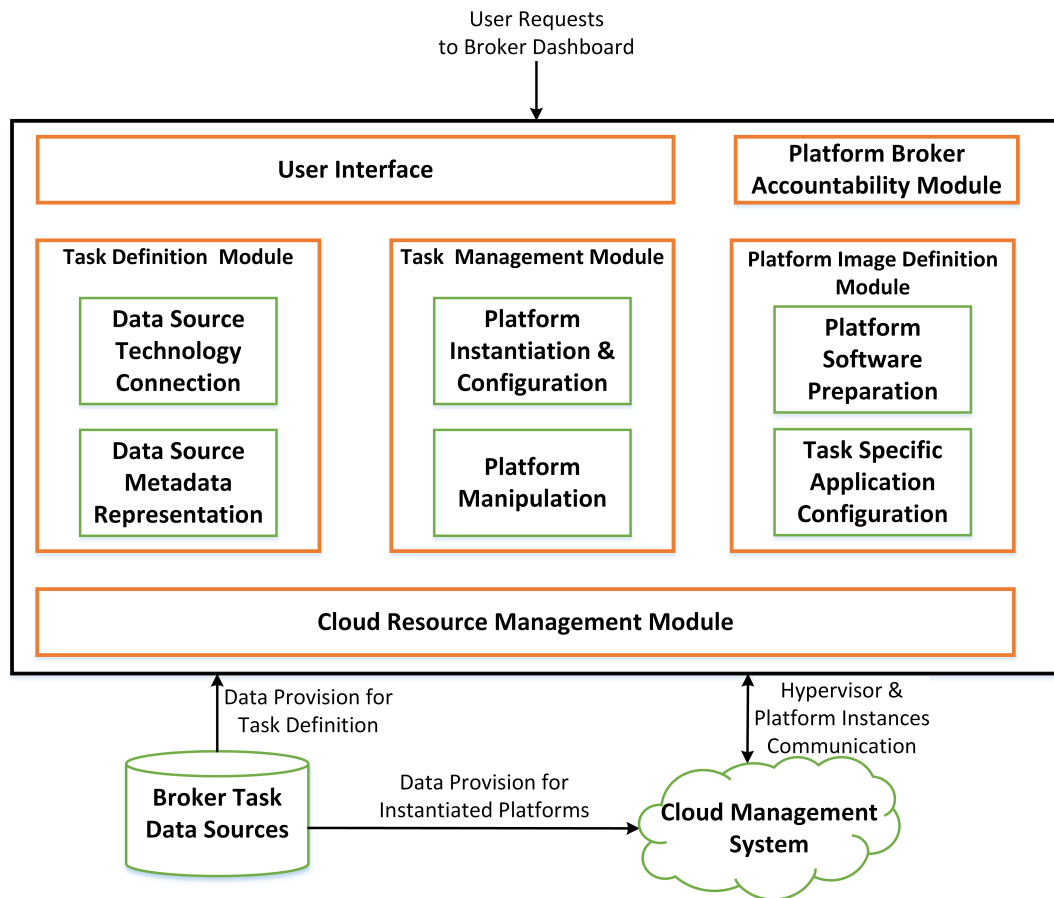 User Requests
to Broker Dashboard
User Interface
Platform Broker
Accountability Module
Task Definition Module
Data Source
Technology
Connection
Data Source
Metadata
Representation
Task Management Module
Platform
Instantiation &
Configuration
Platform
Manipulation
Platform Image Definition
Module
Platform
Software
Preparation
Task Specific
Application
Configuration
Cloud Resource Management Module
Data Provision for
Task Definition
Hypervisor &
Platform Instances
Communication
Broker Task
Data Sources
Data Provision for
Instantiated Platforms
Cloud Management
System